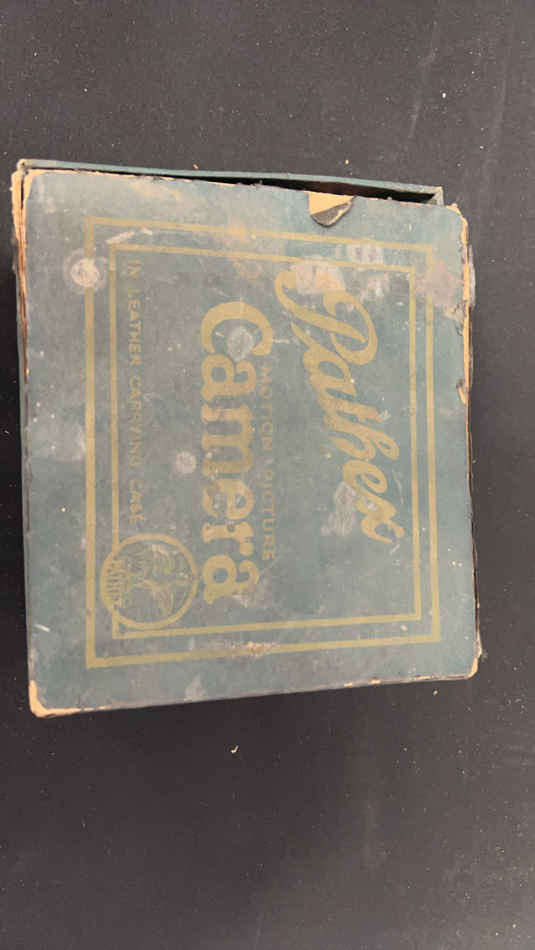 Pathex
MOTION PICTURE
Camera
IN LEATHER CARRYING CASE